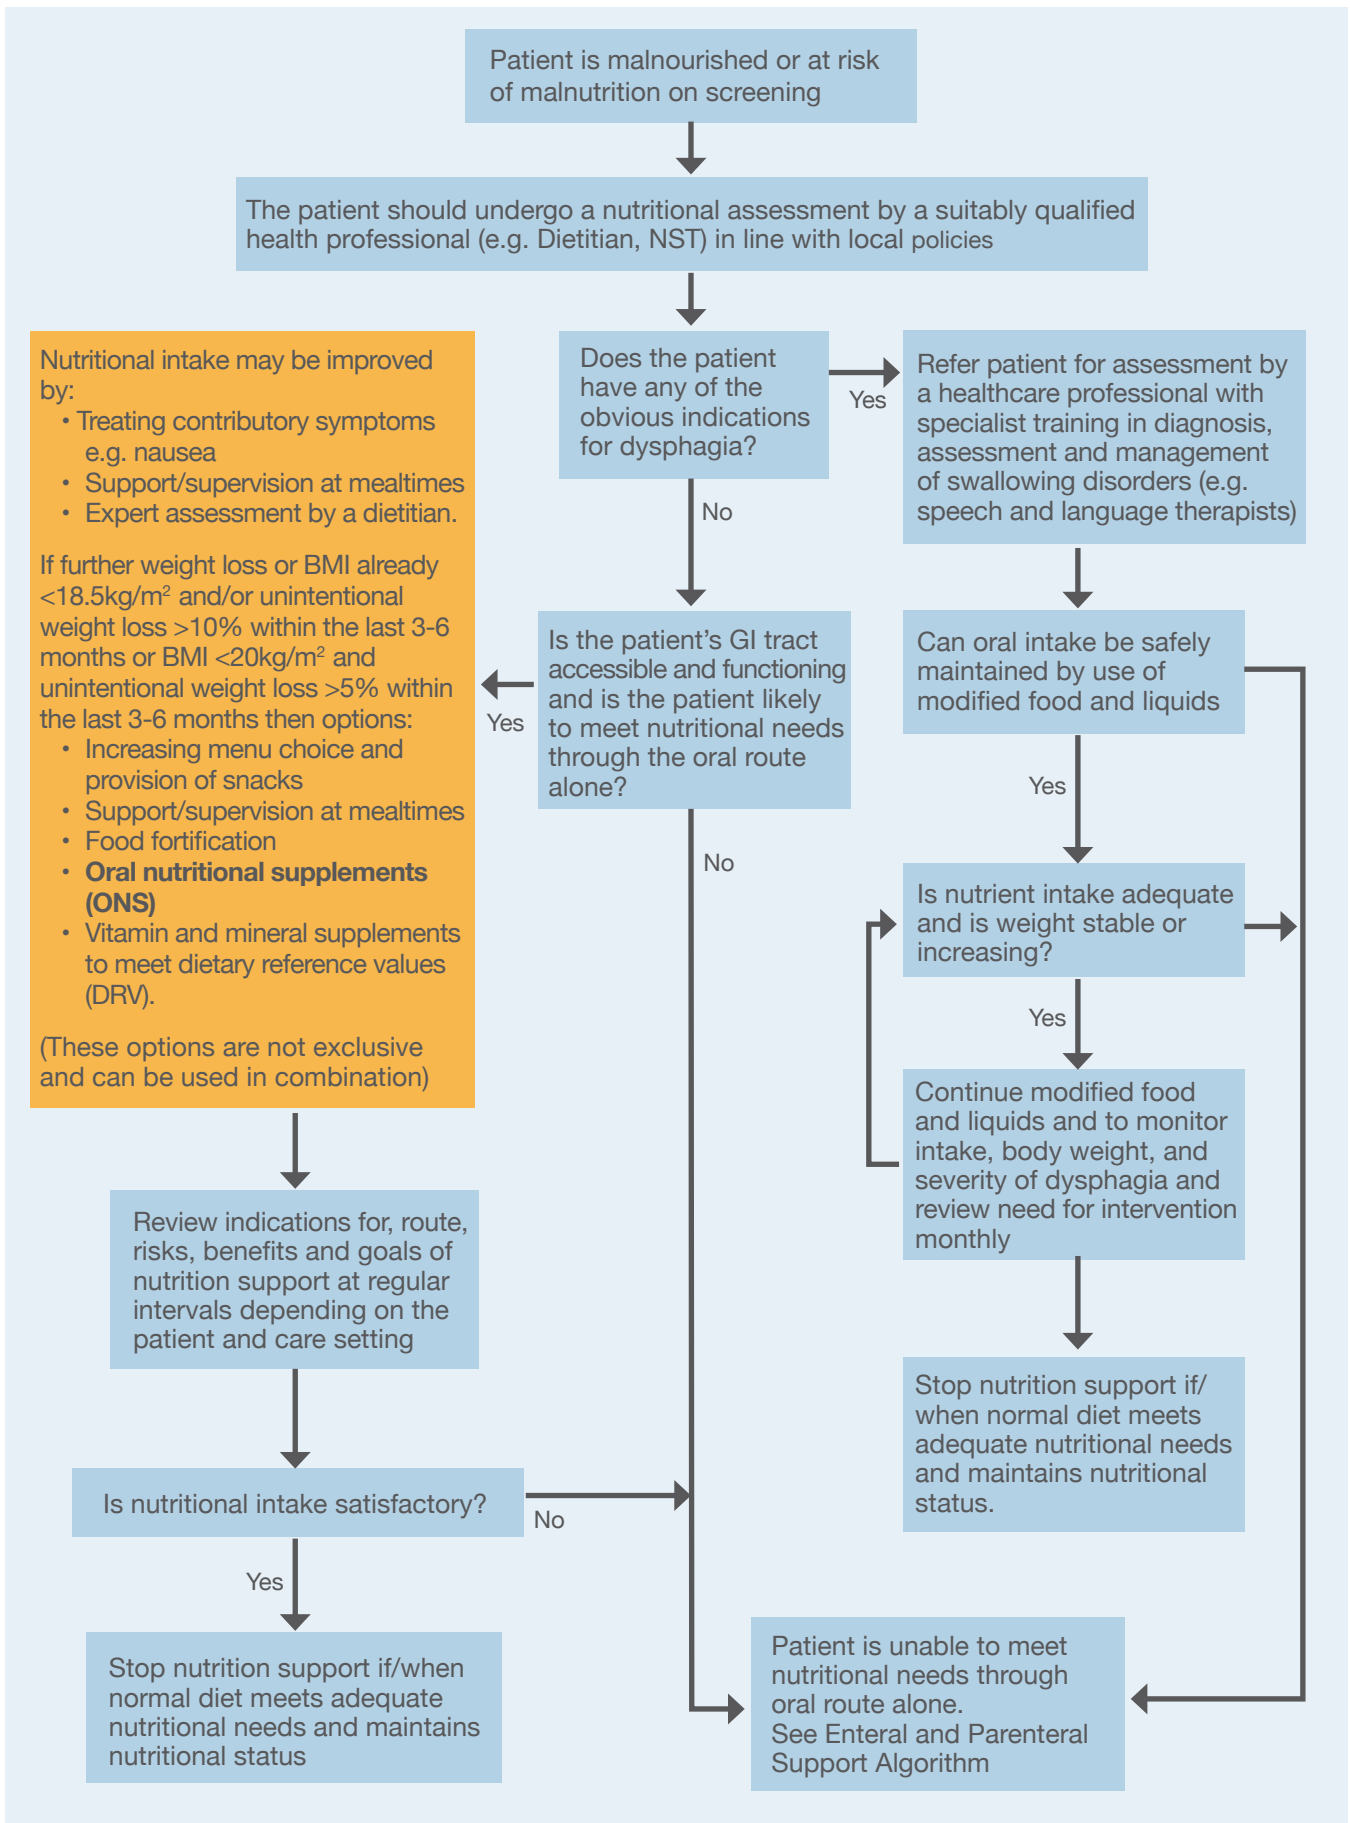 Patient is malnourished or at risk
of malnutrition on screening
The patient should undergo a nutritional assessment by a suitably qualified
health professional (e.g. Dietitian, NST) in line with local policies
Nutritional intake may be improved
by:
• Treating contributory symptoms
e.g. nausea
• Support/supervision at mealtimes
• Expert assessment by a dietitian.
If further weight loss or BMI already
<18.5kg/m² and/or unintentional
weight loss >10% within the last 3-6
months or BMI <20kg/m² and
unintentional weight loss >5% within
the last 3-6 months then options:
• Increasing menu choice and
provision of snacks
• Support/supervision at mealtimes
• Food fortification
• Oral nutritional supplements
(ONS)
• Vitamin and mineral supplements
to meet dietary reference values
(DRV).
(These options are not exclusive
and can be used in combination)
Does the patient
have any of the
obvious indications
for dysphagia?
Yes
No
Refer patient for assessment by
a healthcare professional with
specialist training in diagnosis,
assessment and management
of swallowing disorders (e.g.
speech and language therapists)
Is the patient's GI tract
accessible and functioning
and is the patient likely
to meet nutritional needs
through the oral route
alone?
Yes
No
Can oral intake be safely
maintained by use of
modified food and liquids
Yes
Is nutrient intake adequate
and is weight stable or
increasing?
Yes
Continue modified food
and liquids and to monitor
intake, body weight, and
severity of dysphagia and
review need for intervention
monthly
Stop nutrition support if/
when normal diet meets
adequate nutritional needs
and maintains nutritional
status.
Review indications for, route,
risks, benefits and goals of
nutrition support at regular
intervals depending on the
patient and care setting
Is nutritional intake satisfactory?
No
Yes
Stop nutrition support if/when
normal diet meets adequate
nutritional needs and maintains
nutritional status
Patient is unable to meet
nutritional needs through
oral route alone.
See Enteral and Parenteral
Support Algorithm